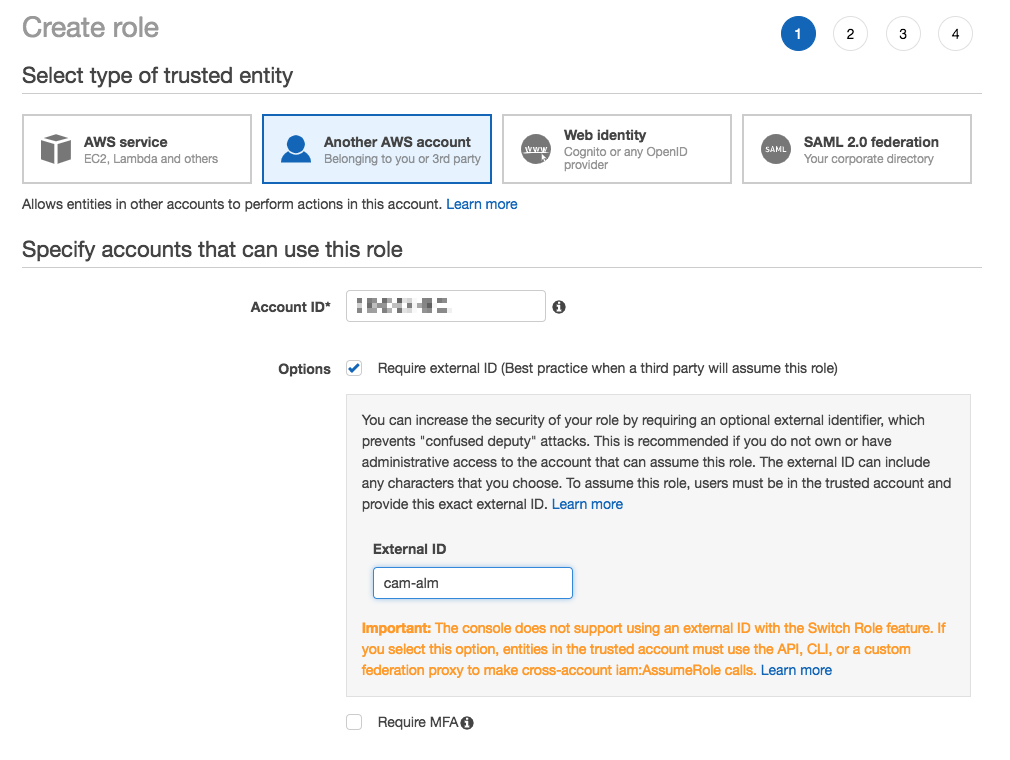 Create role
1 2 3 4
Select type of trusted entity
AWS service
EC2, Lambda and others
Another AWS account
Belonging to you or 3rd party
WWW
Web identity
Cognito or any OpenID
provider
SAML
SAML 2.0 federation
Your corporate directory
Allows entities in other accounts to perform actions in this account. Learn more
Specify accounts that can use this role
Account ID*
Options
Require external ID (Best practice when a third party will assume this role)
You can increase the security of your role by requiring an optional external identifier, which
prevents "confused deputy" attacks. This is recommended if you do not own or have
administrative access to the account that can assume this role. The external ID can include
any characters that you choose. To assume this role, users must be in the trusted account and
provide this exact external ID. Learn more
External ID
cam-alm
Important: The console does not support using an external ID with the Switch Role feature. If
you select this option, entities in the trusted account must use the API, CLI, or a custom
federation proxy to make cross-account iam:AssumeRole calls. Learn more
Require MFA